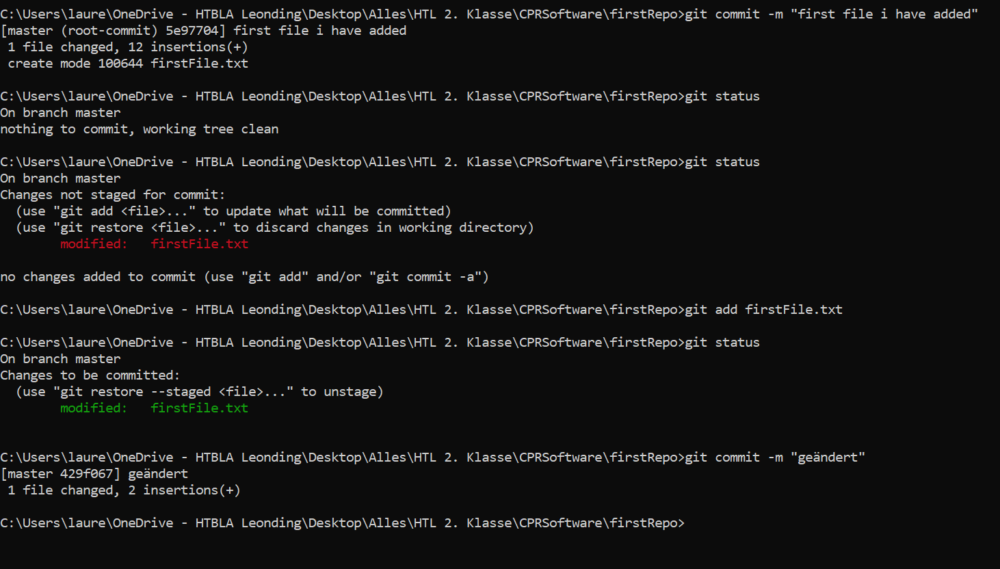 C:\Users\laure\OneDrive - HTBLA Leonding\Desktop\Alles\HTL 2. Klasse\CPRSoftware\firstRepo>git commit -m "first file i have added"
[master (root-commit) 5e97704] first file i have added
 1 file changed, 12 insertions(+)
 create mode 100644 firstFile.txt

C:\Users\laure\OneDrive - HTBLA Leonding\Desktop\Alles\HTL 2. Klasse\CPRSoftware\firstRepo>git status
On branch master
nothing to commit, working tree clean

C:\Users\laure\OneDrive - HTBLA Leonding\Desktop\Alles\HTL 2. Klasse\CPRSoftware\firstRepo>git status
On branch master
Changes not staged for commit:
  (use "git add <file>..." to update what will be committed)
  (use "git restore <file>..." to discard changes in working directory)
        modified:   firstFile.txt

no changes added to commit (use "git add" and/or "git commit -a")

C:\Users\laure\OneDrive - HTBLA Leonding\Desktop\Alles\HTL 2. Klasse\CPRSoftware\firstRepo>git add firstFile.txt

C:\Users\laure\OneDrive - HTBLA Leonding\Desktop\Alles\HTL 2. Klasse\CPRSoftware\firstRepo>git status
On branch master
Changes to be committed:
  (use "git restore --staged <file>..." to unstage)
        modified:   firstFile.txt


C:\Users\laure\OneDrive - HTBLA Leonding\Desktop\Alles\HTL 2. Klasse\CPRSoftware\firstRepo>git commit -m "geändert"
[master 429f067] geändert
 1 file changed, 2 insertions(+)

C:\Users\laure\OneDrive - HTBLA Leonding\Desktop\Alles\HTL 2. Klasse\CPRSoftware\firstRepo>